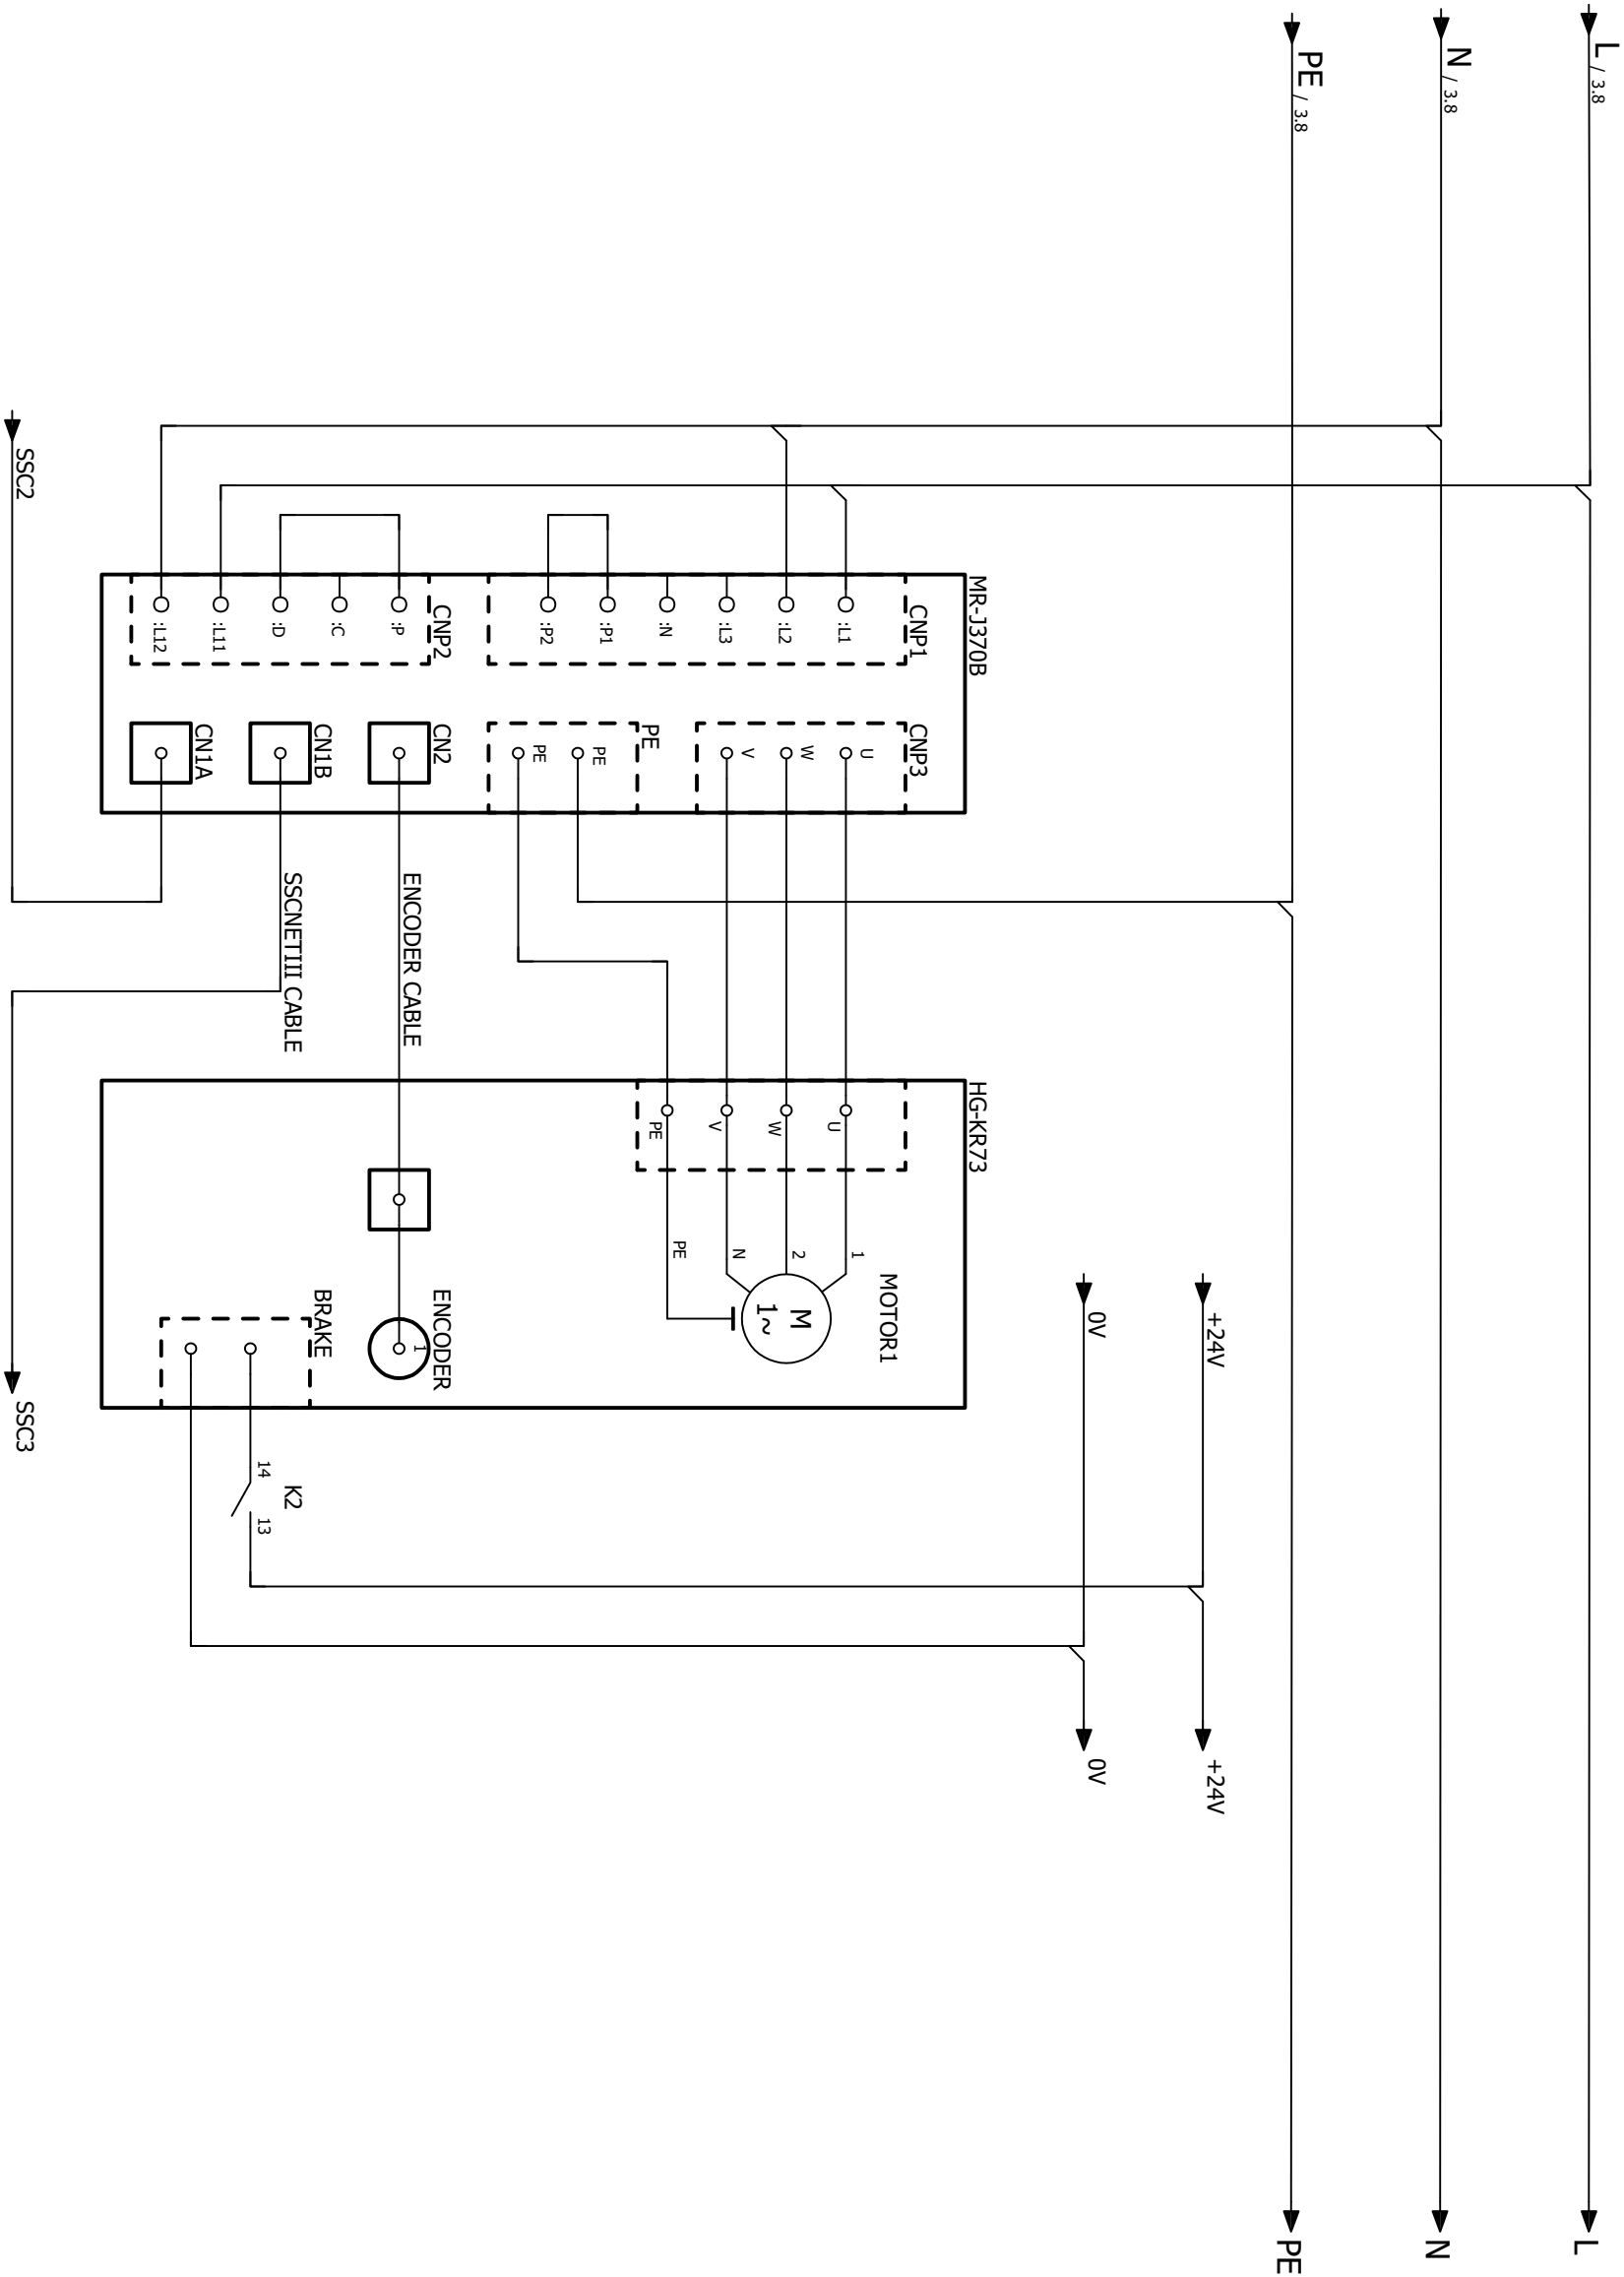 L / 3.8
N / 3.8
PE / 3.8
L
N
PE
+24V
+24V
0V
0V
MR-J370B
CNP1
:L1
:L2
:L3
:N
:P1
:P2
CNP2
:P
:C
:D
:L11
:L12
CNP3
U
W
V
PE
PE
PE
CN2
CN1B
CN1A
ENCODER CABLE
SSCNETIII CABLE
SSC2
SSC3
HG-KR73
U
W
V
PE
1
2
N
PE
MOTOR1
M
1~
ENCODER
1
BRAKE
14
13
K2